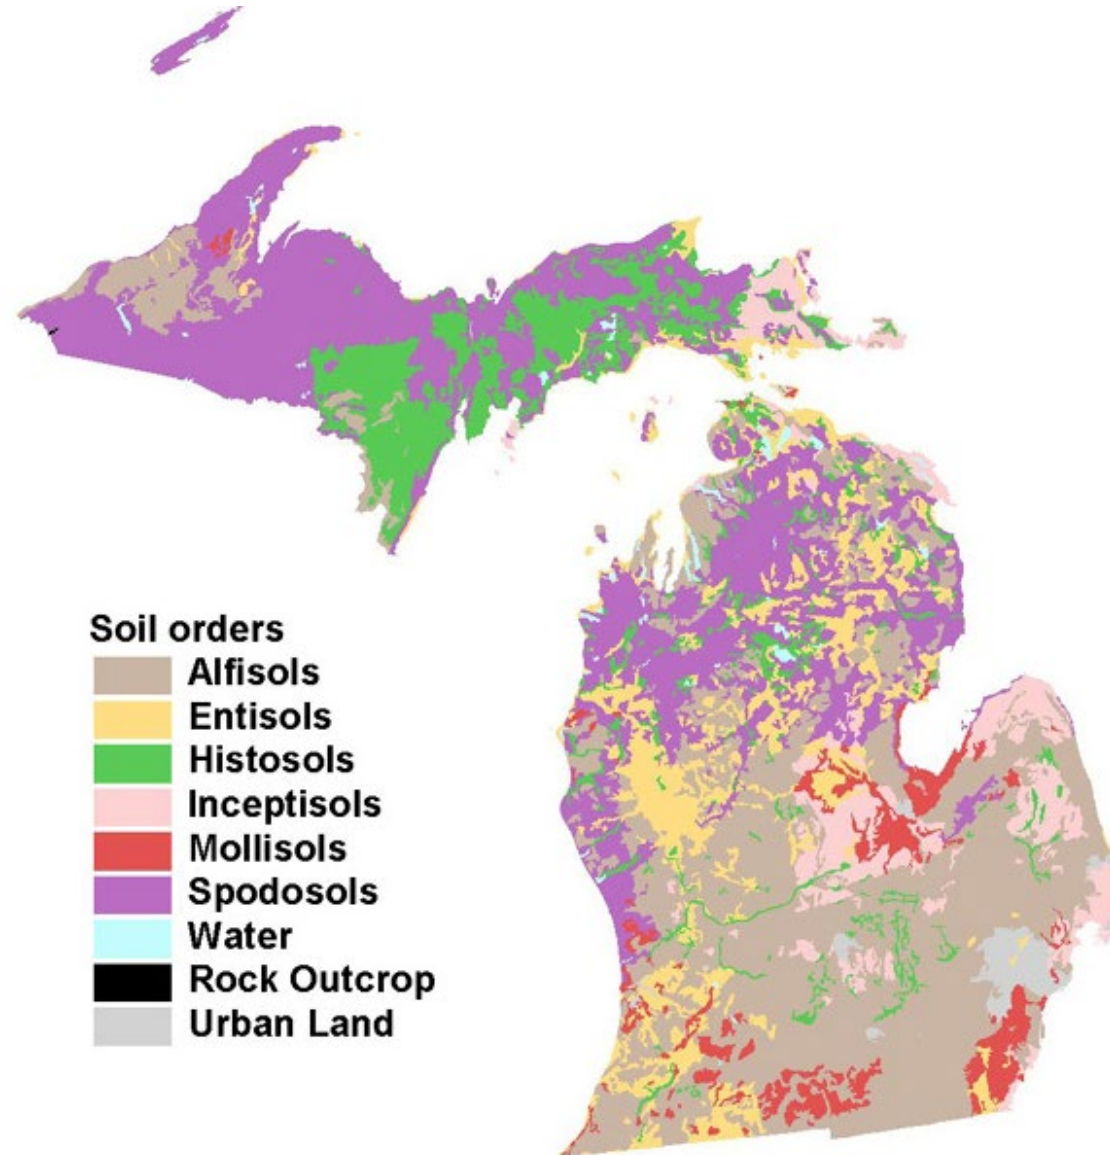 Soil orders
Alfisols
Entisols
Histosols
Inceptisols
Mollisols
Spodosols
Water
Rock Outcrop
Urban Land